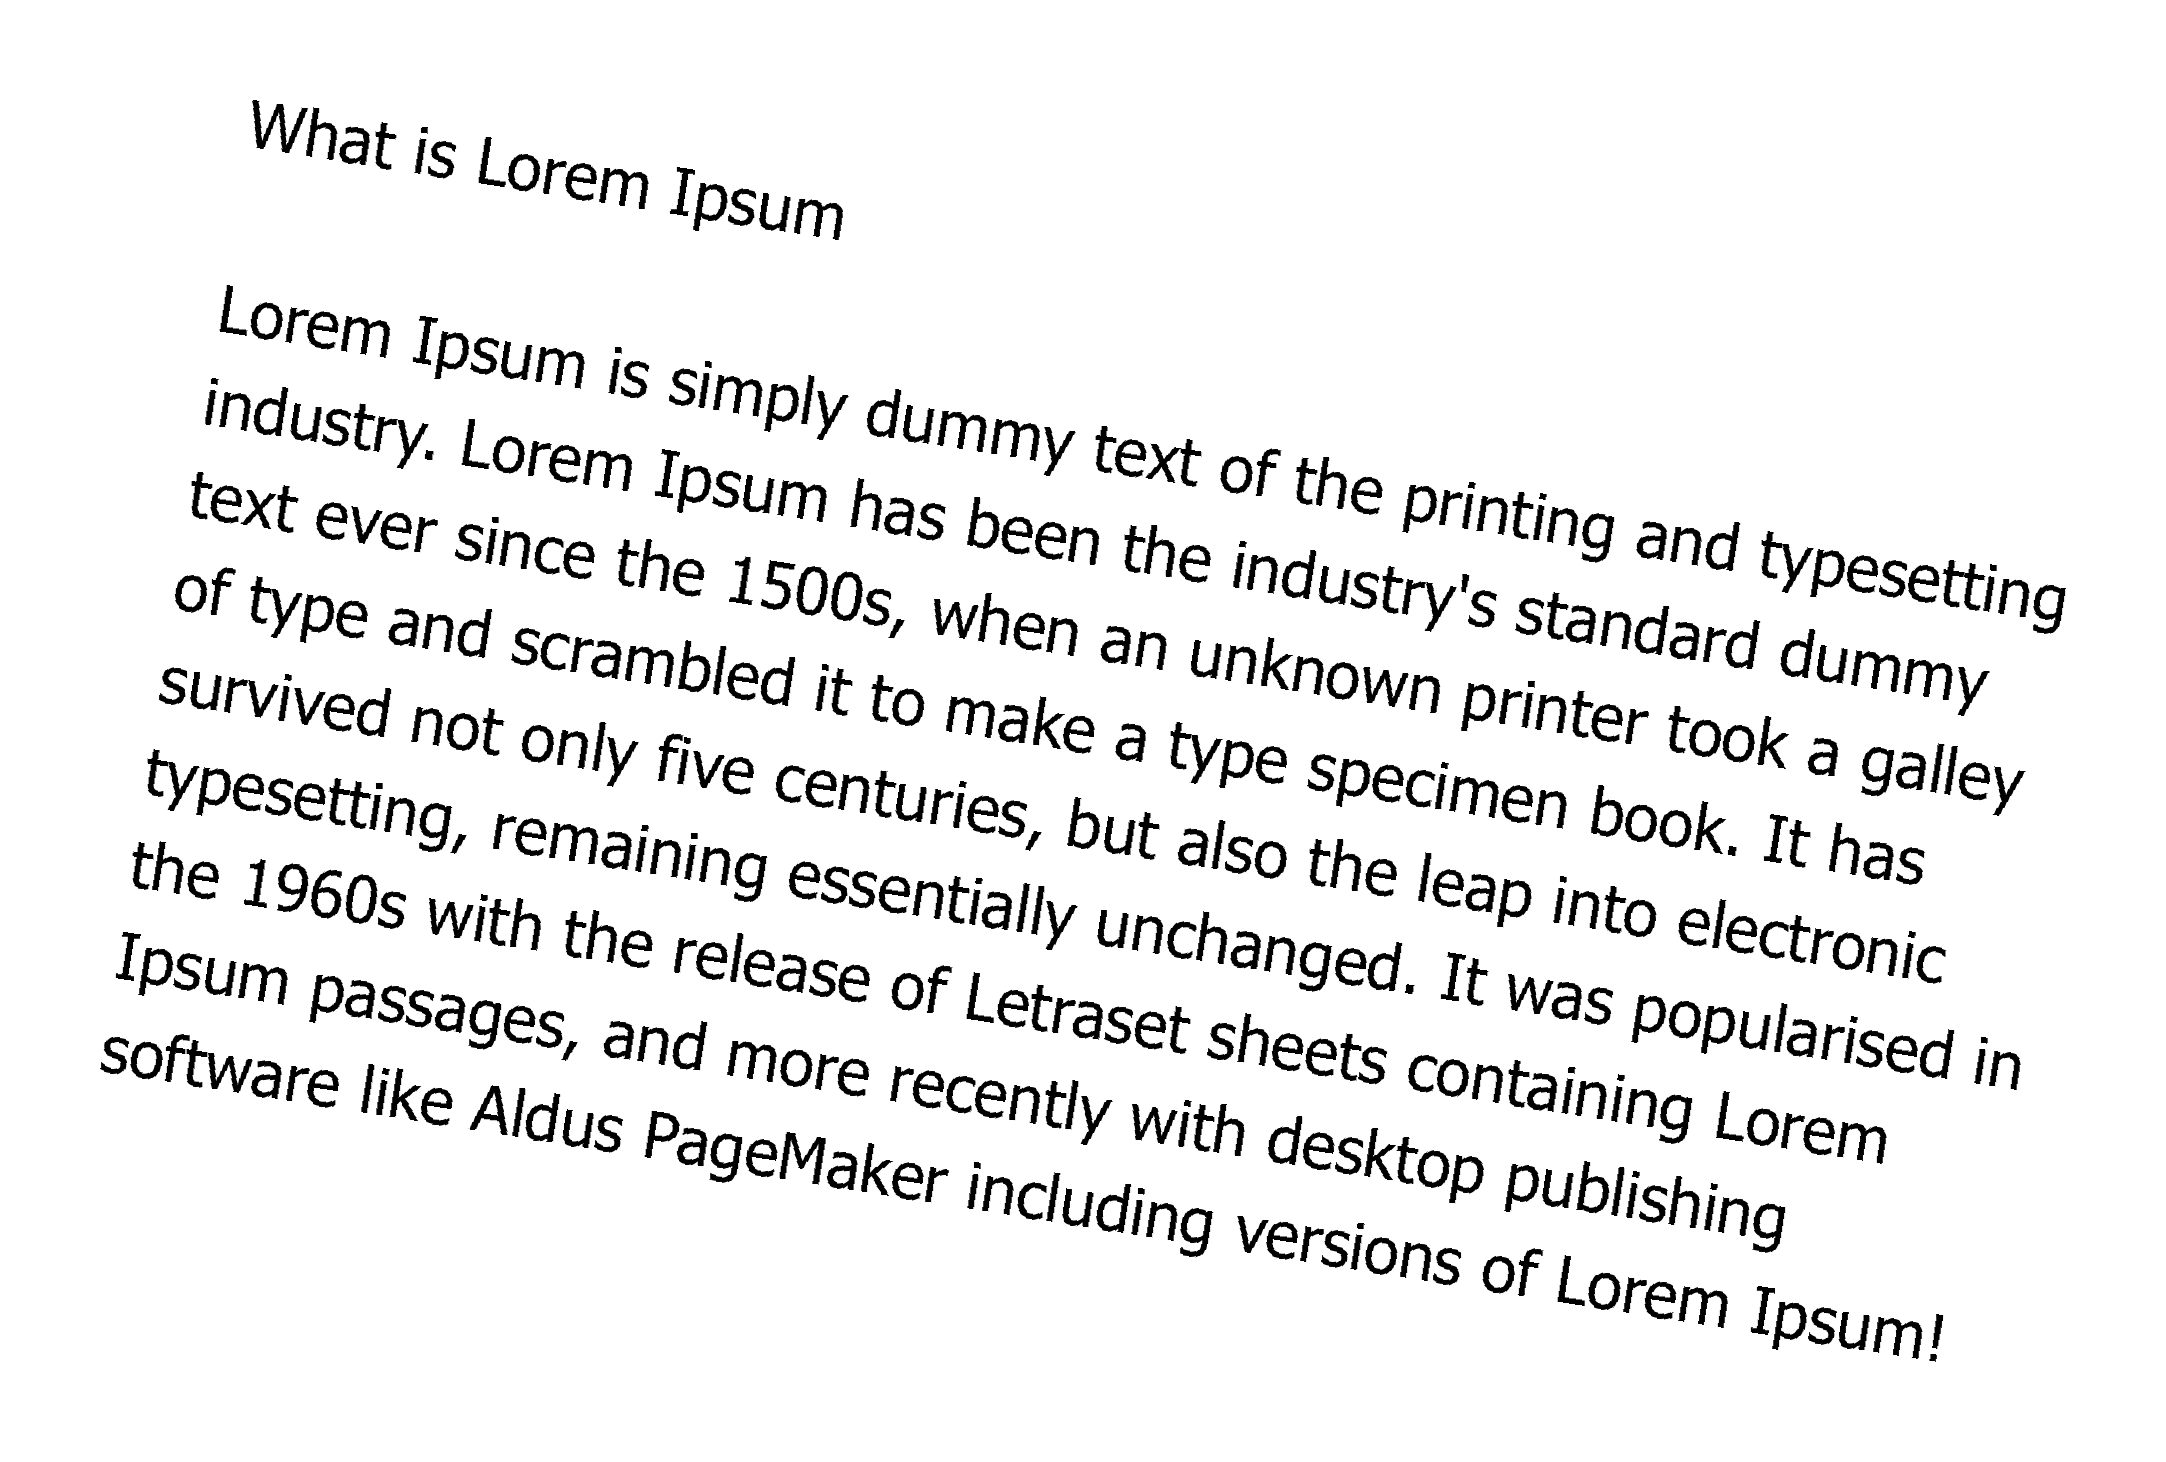 What is Lorem Ipsum
Lorem Ipsum is simply dummy text of the printing and typesetting
industry. Lorem Ipsum has been the industry's standard dummy
text ever since the 1500s, when an unknown printer took a galley
of type and scrambled it to make a type specimen book. It has
survived not only five centuries, but also the leap into electronic
typesetting, remaining essentially unchanged. It was popularised in
the 1960s with the release of Letraset sheets containing Lorem
Ipsum passages, and more recently with desktop publishing
software like Aldus PageMaker including versions of Lorem Ipsum!